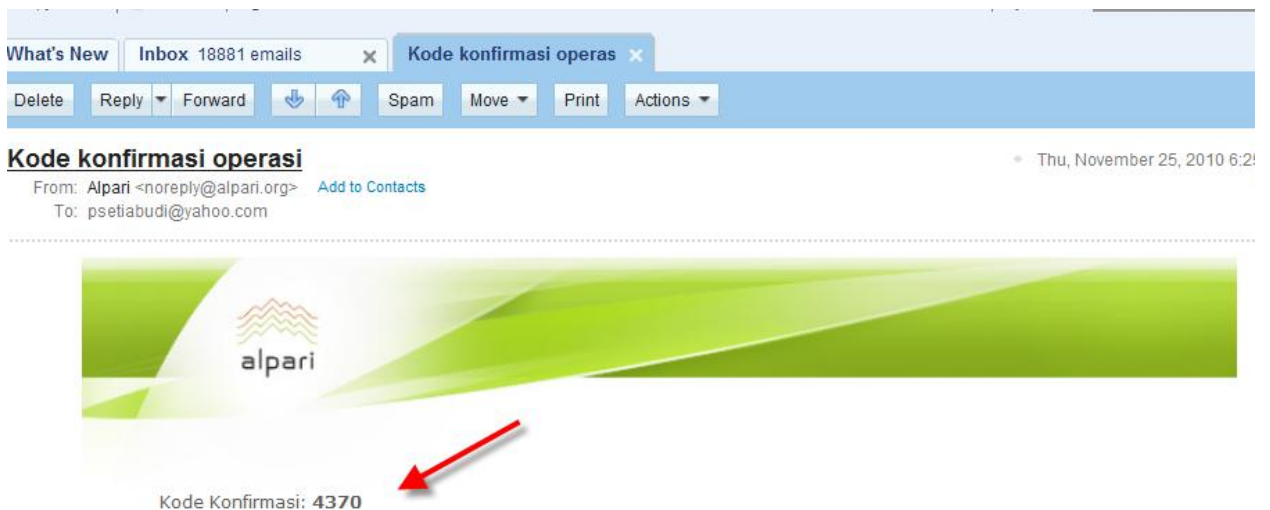 What's New Inbox 18881 emails Kode konfirmasi operas
Delete Reply Forward Spam Move Print Actions
Kode konfirmasi operasi Thu, November 25, 2010 6:25
From: Alpari <noreply@alpari.org> Add to Contacts
To: psetiabudi@yahoo.com
alpari
Kode Konfirmasi: 4370